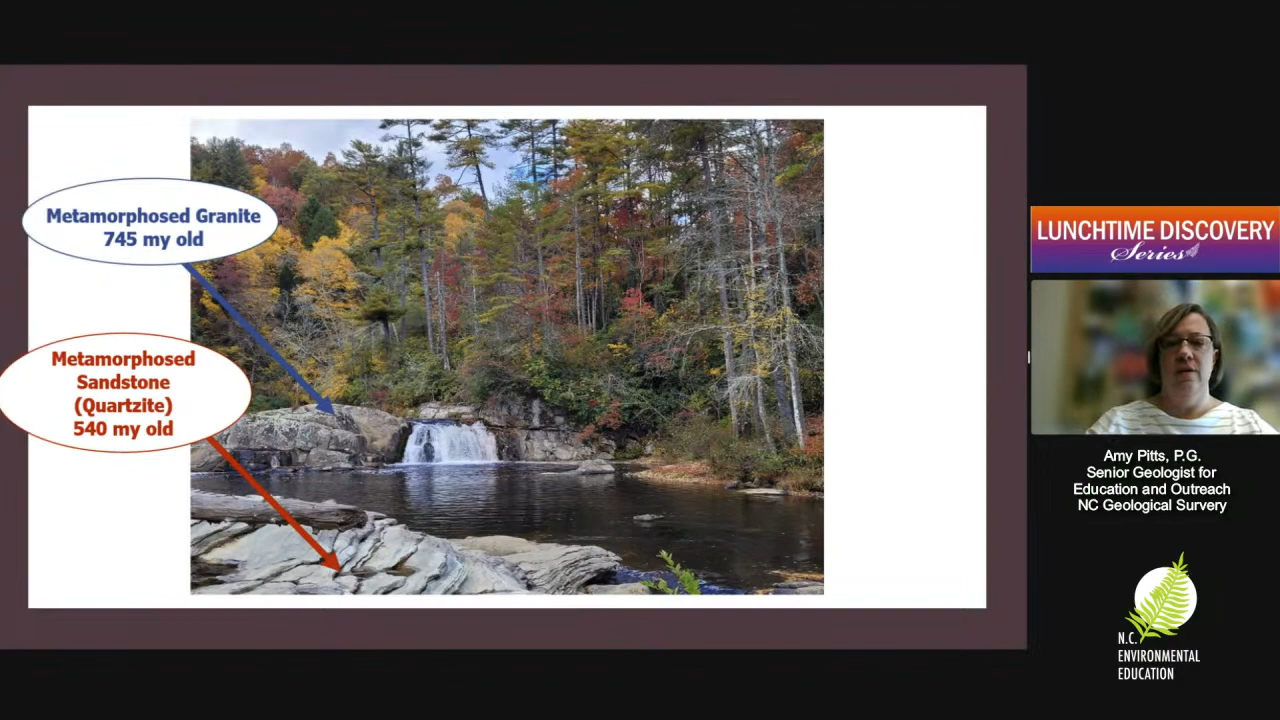 Metamorphosed Granite
745 my old
Metamorphosed
Sandstone
(Quartzite)
540 my old
LUNCHTIME DISCOVERY
Series
Amy Pitts, P.G.
Senior Geologist for
Education and Outreach
NC Geological Survery
N.C.
ENVIRONMENTAL
EDUCATION